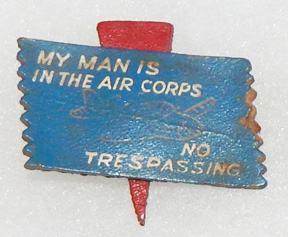 MY MAN IS
IN THE AIR CORPS
NO
TRESPASSING